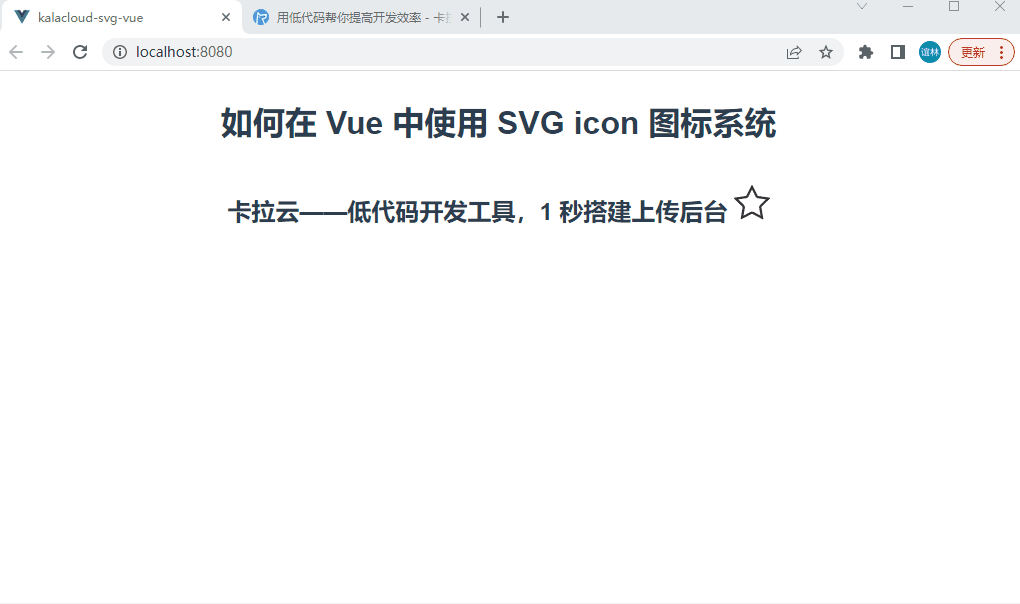 kalacloud-svg-vue
用低代码帮你提高开发效率 - 卡
localhost:8080
谊林
更新
如何在 Vue 中使用 SVG icon 图标系统
卡拉云——低代码开发工具，1 秒搭建上传后台